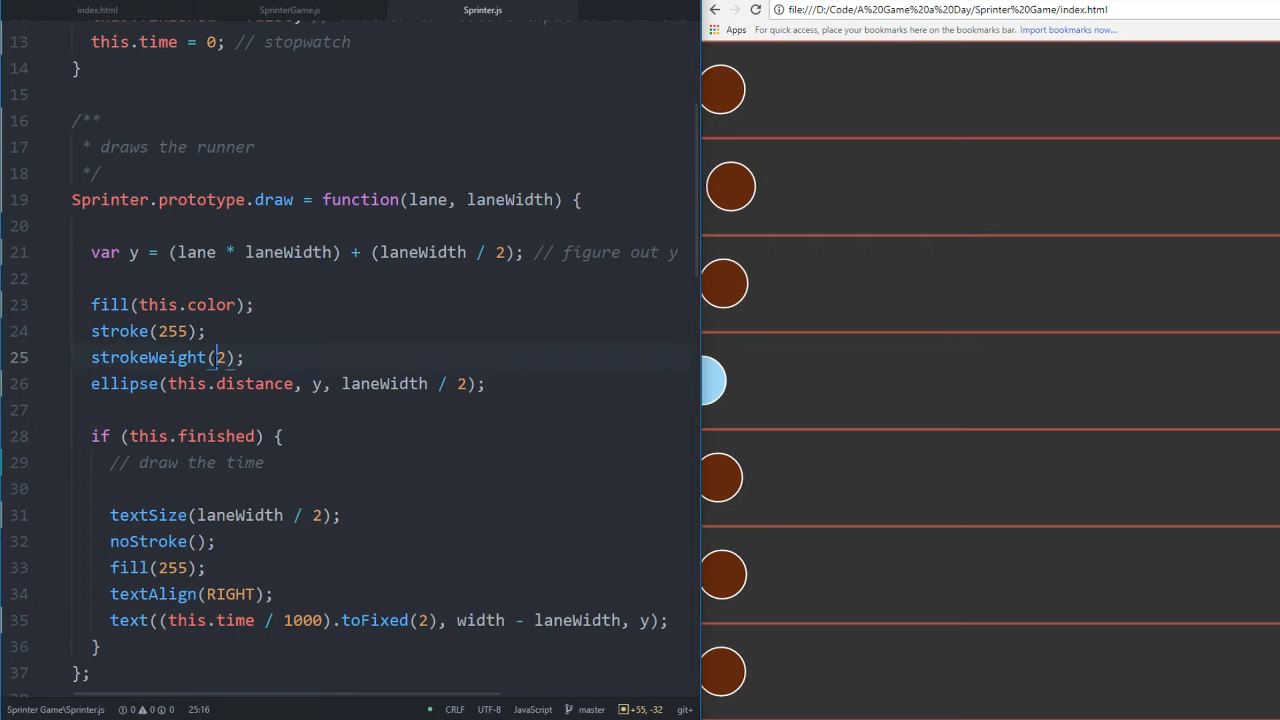 index.html SprinterGame.js Sprinter.js
13 this.time = 0; // stopwatch
14 }
15
16 /**
17 * draws the runner
18 */
19 Sprinter.prototype.draw = function(lane, laneWidth) {
20
21 var y = (lane * laneWidth) + (laneWidth / 2); // figure out y
22
23 fill(this.color);
24 stroke(255);
25 strokeWeight(2);
26 ellipse(this.distance, y, laneWidth / 2);
27
28 if (this.finished) {
29 // draw the time
30
31 textSize(laneWidth / 2);
32 noStroke();
33 fill(255);
34 textAlign(RIGHT);
35 text((this.time / 1000).toFixed(2), width - laneWidth, y);
36 }
37 };
Sprinter Game\Sprinter.js 0 0 0 25:16 CRLF UTF-8 JavaScript master +55, -32 git+
file:///D:/Code/A%20Game%20a%20Day/Sprinter%20Game/index.html
Apps For quick access, place your bookmarks here on the bookmarks bar. Import bookmarks now...